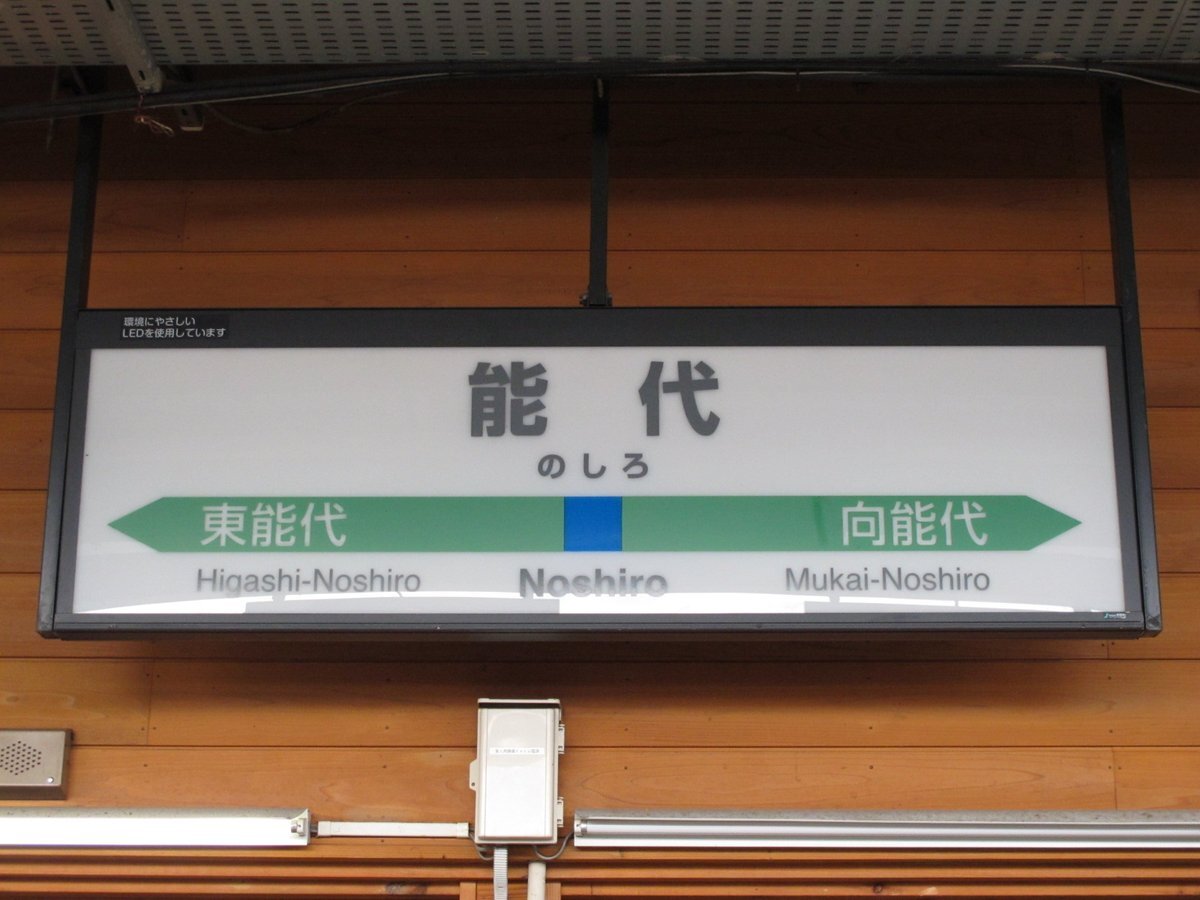 環境にやさしい
LEDを使用しています
能代
のしろ
東能代 向能代
Higashi-Noshiro Noshiro Mukai-Noshiro